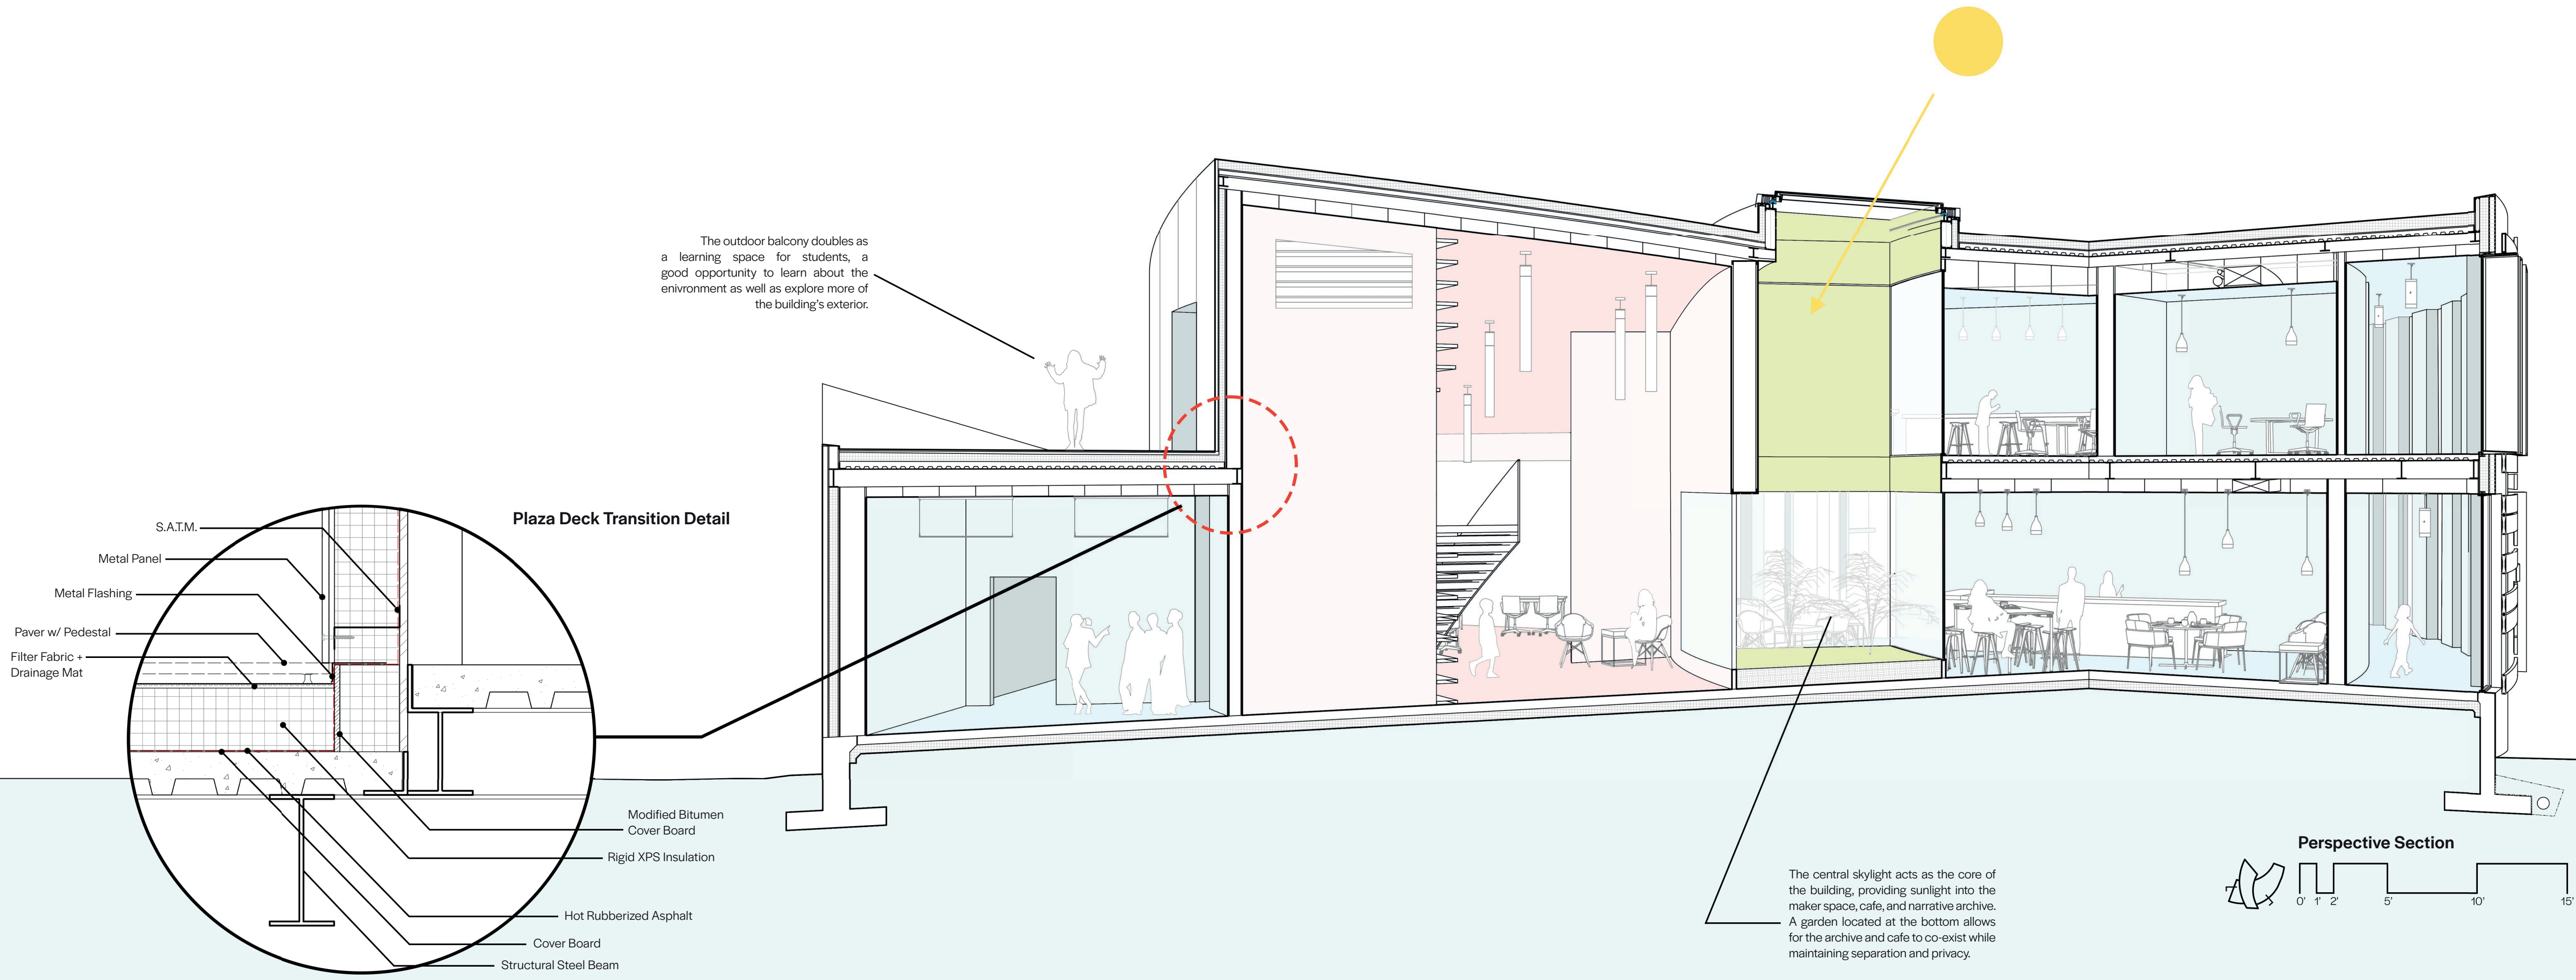 The outdoor balcony doubles as
a learning space for students, a
good opportunity to learn about the
enivronment as well as explore more of
the building's exterior.
Plaza Deck Transition Detail
S.A.T.M.
Metal Panel
Metal Flashing
Paver w/ Pedestal
Filter Fabric +
Drainage Mat
Modified Bitumen
Cover Board
Rigid XPS Insulation
Hot Rubberized Asphalt
Cover Board
Structural Steel Beam
The central skylight acts as the core of
the building, providing sunlight into the
maker space, cafe, and narrative archive.
A garden located at the bottom allows
for the archive and cafe to co-exist while
maintaining separation and privacy.
Perspective Section
0' 1' 2' 5' 10' 15'